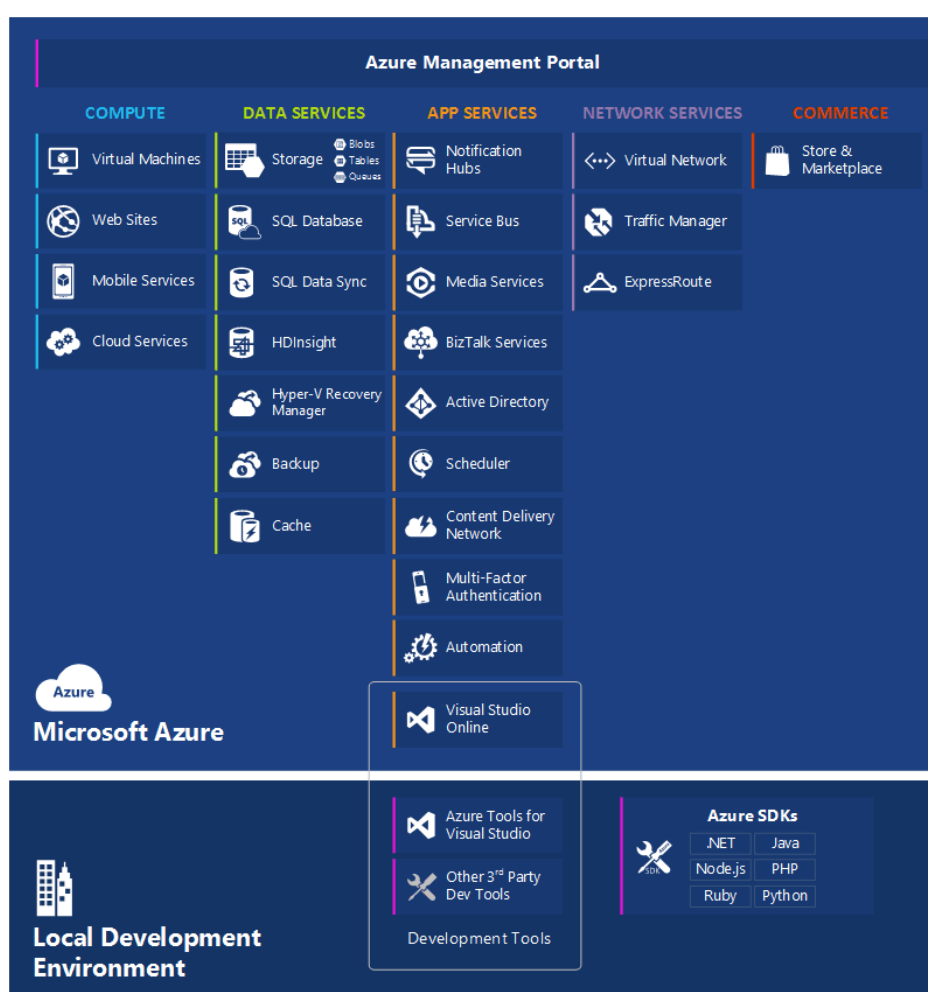 Azure Management Portal
COMPUTE
Virtual Machines
Web Sites
Mobile Services
Cloud Services
DATA SERVICES
Storage
Blobs
Tables
Queues
SQL
SQL Database
SQL Data Sync
HDInsight
Hyper-V Recovery
Manager
Backup
Cache
APP SERVICES
Notification
Hubs
Service Bus
Media Services
BizTalk Services
Active Directory
Scheduler
Content Delivery
Network
Multi-Factor
Authentication
Automation
Visual Studio
Online
NETWORK SERVICES
Virtual Network
Traffic Manager
ExpressRoute
COMMERCE
Store &
Marketplace
Azure
Microsoft Azure
Azure Tools for
Visual Studio
Other 3rd Party
Dev Tools
Development Tools
Azure SDKs
SDK
.NET
Java
Node.js
PHP
Ruby
Python
Local Development
Environment